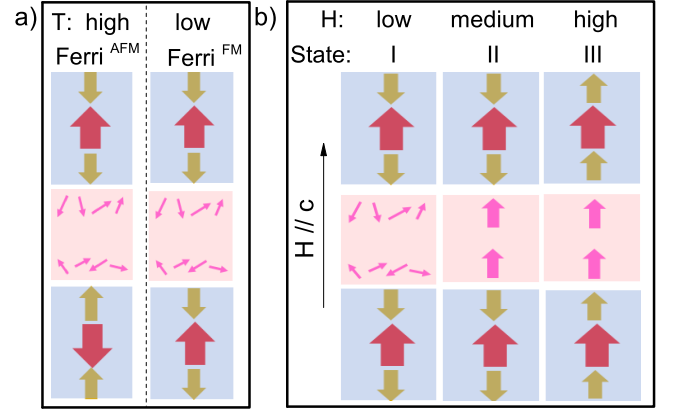 a)
T: high low
Ferri AFM Ferri FM
b)
H: low medium high
State: I II III
H // c